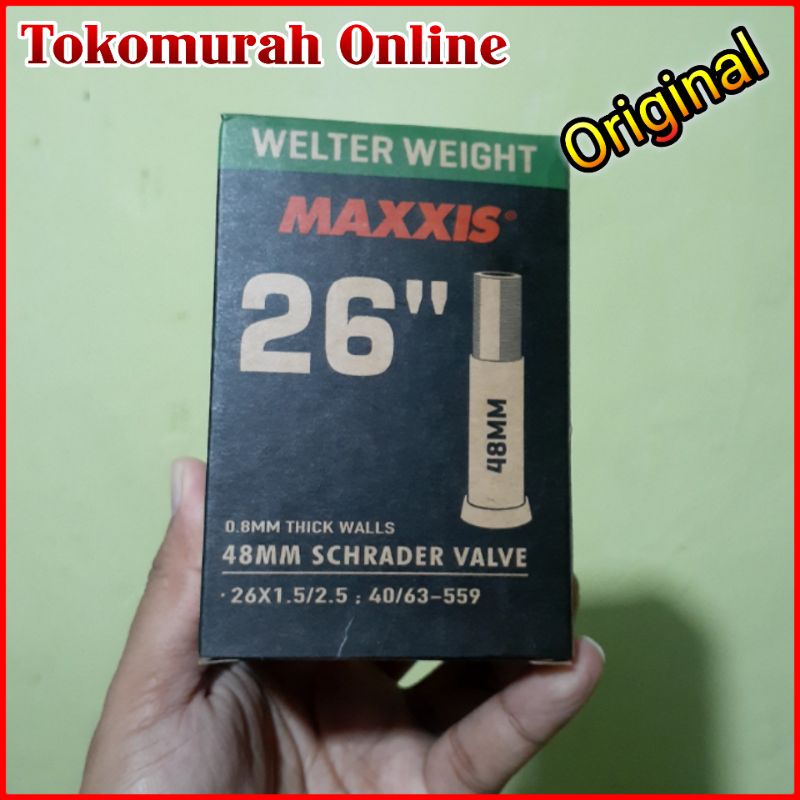 Tokomurah Online
Original
WELTER WEIGHT
MAXXIS®
26"
48MM
0.8MM THICK WALLS
48MM SCHRADER VALVE
· 26X1.5/2.5 ; 40/63-559